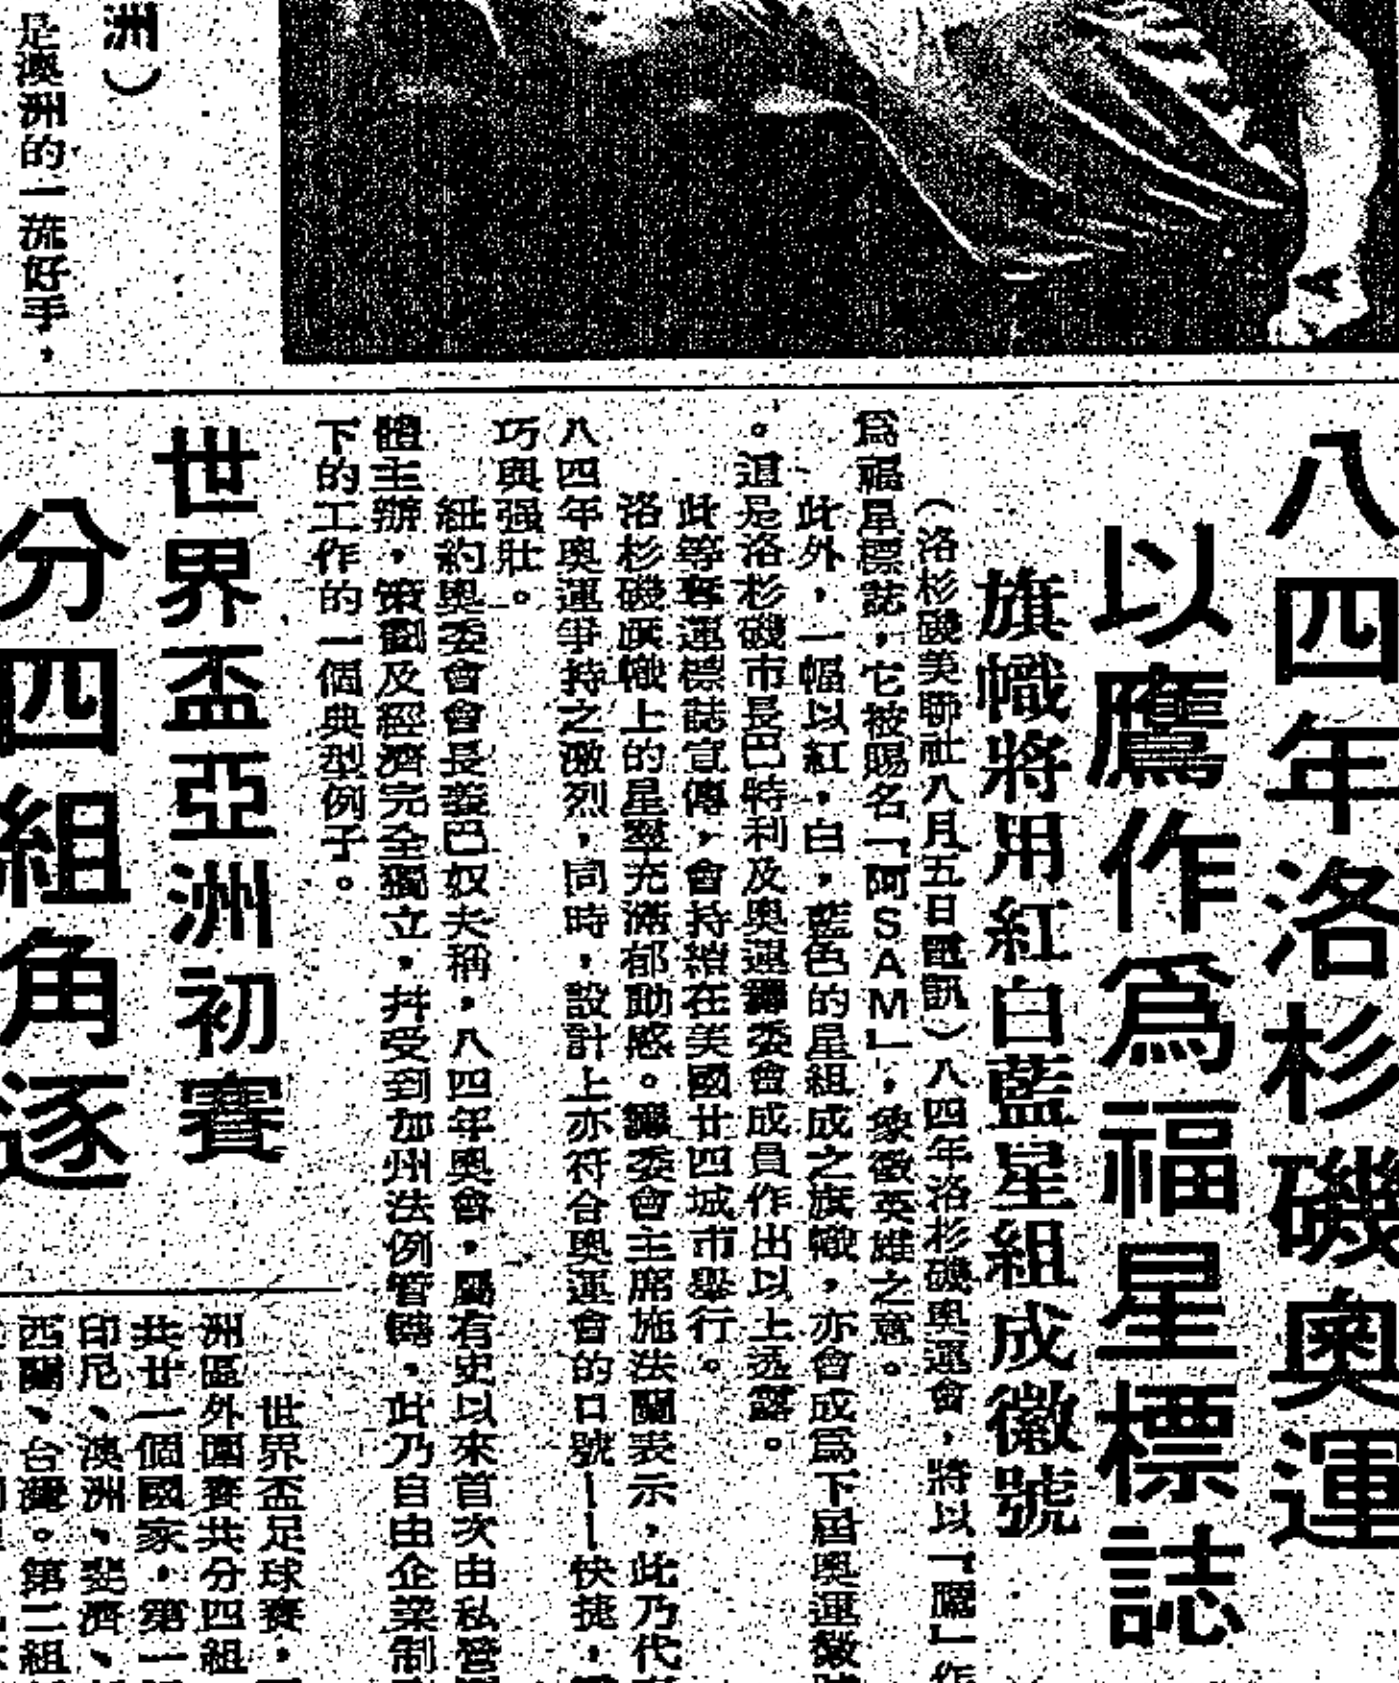 八四年洛杉磯奧運
以鷹作為福星標誌
旗幟將用紅白藍星組成徽號
（洛杉磯美聯社八月五日電訊）八四年洛杉磯奧運會，將以「鷹」作
為福星標誌，它被賜名「阿SAM」，象徵英雄之意。
此外，一幅以紅，白，藍色的星組成之旗幟，亦會成為下屆奧運徽號
。這是洛杉磯市長巴特利及奧運籌委會成員作出以上透露。
此等奪運標誌宣傳，會持續在美國廿四城市舉行。
洛杉磯旗幟上的星形充滿郁動感。籌委會主席施法蘭表示，此乃代表
八四年奧運爭持之激烈，同時，設計上亦符合奧運會的口號——快捷，
巧與强壯。
紐約奧委會會長蓋巴奴夫稱，八四年奧會，屬有史以來首次由私營
體主辦，策劃及經濟完全獨立，幷受到加州法例管轄，此乃自由企業制
下的工作的一個典型例子。
洲）
是澳洲的一流好手，
世界盃亞洲初賽
分四組角逐
世界盃足球賽，
洲區外圍賽共分四組
共廿一個國家，第一
印尼、澳洲、斐濟、
西蘭、台灣。第二組